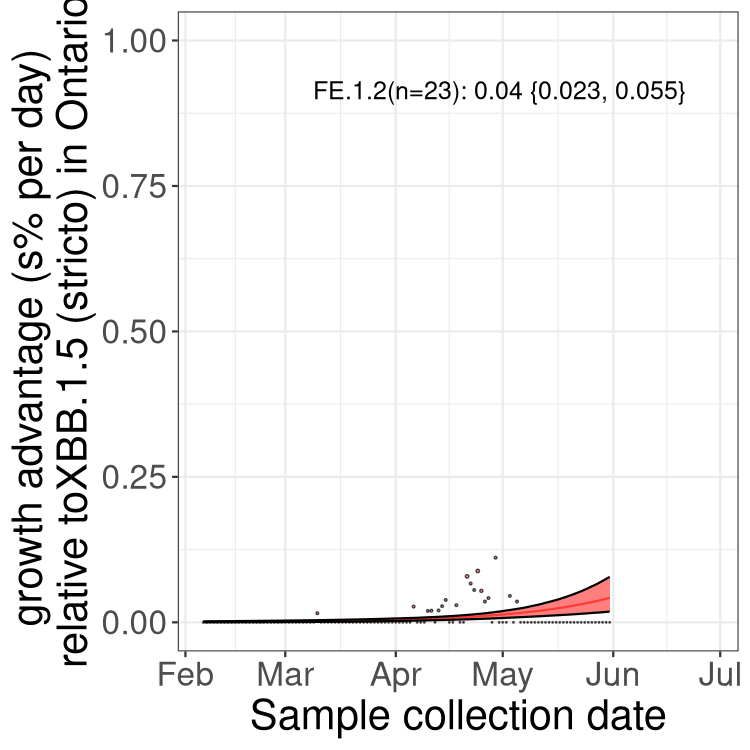 growth advantage (s% per day)
relative toXBB.1.5 (stricto) in Ontario
1.00
0.75
0.50
0.25
0.00
FE.1.2(n=23): 0.04 {0.023, 0.055}
Feb Mar Apr May Jun Jul
Sample collection date